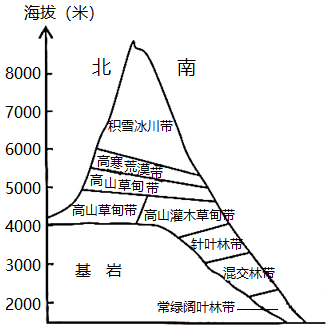 海拔(米)
北 南
8000
7000
6000
5000
4000
3000
2000
积雪冰川带
高寒荒漠带
高山草甸带
高山草甸带
高山灌木草甸带
针叶林带
混交林带
常绿阔叶林带
基岩